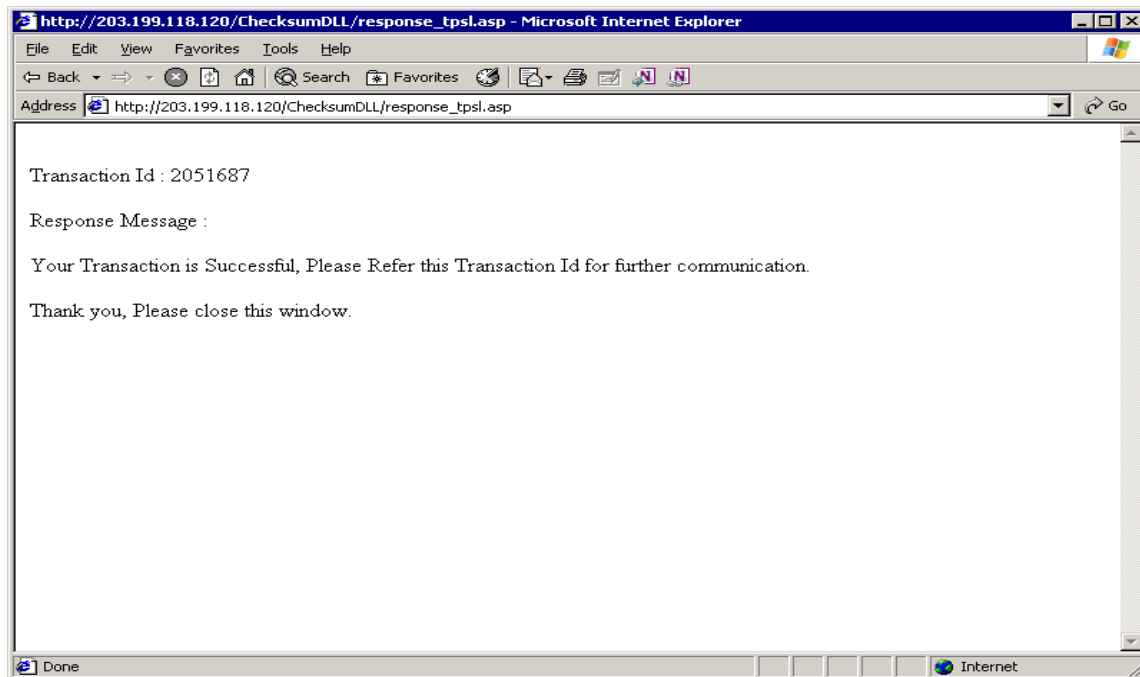 http://203.199.118.120/ChecksumDLL/response_tpsl.asp - Microsoft Internet Explorer
File Edit View Favorites Tools Help
Back Search Favorites
Address http://203.199.118.120/ChecksumDLL/response_tpsl.asp Go
Transaction Id : 2051687
Response Message :
Your Transaction is Successful, Please Refer this Transaction Id for further communication.
Thank you, Please close this window.
Done Internet